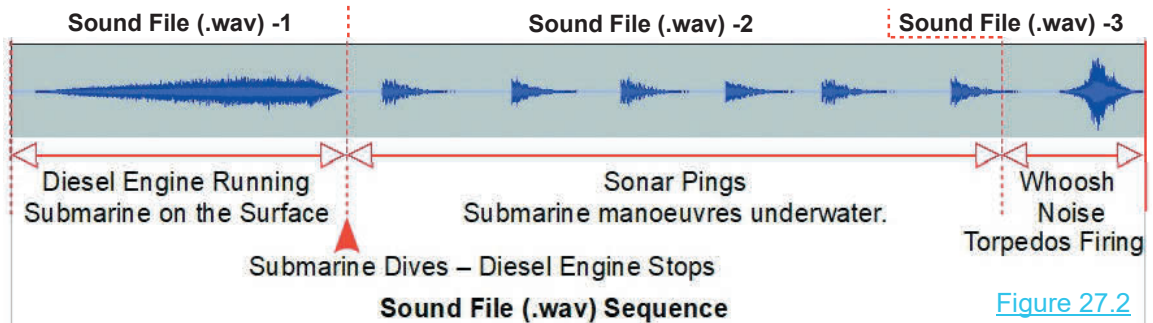 Sound File (.wav) -1
Sound File (.wav) -2
Sound File (.wav) -3
Diesel Engine Running
Submarine on the Surface
Sonar Pings
Submarine manoeuvres underwater.
Whoosh
Noise
Torpedos Firing
Submarine Dives – Diesel Engine Stops
Sound File (.wav) Sequence
Figure 27.2